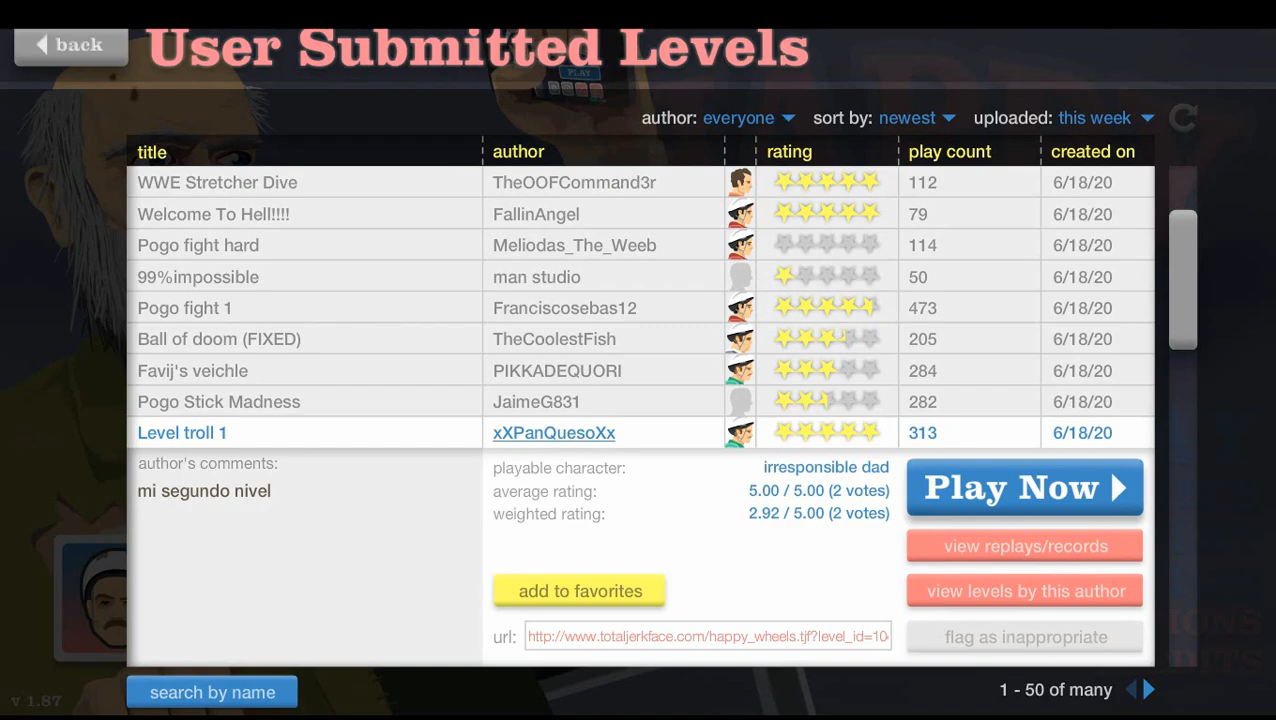 back
User Submitted Levels
PLAY
author: everyone sort by: newest uploaded: this week
title author rating play count created on
WWE Stretcher Dive TheOOFCommand3r 112 6/18/20
Welcome To Hell!!!! FallinAngel 79 6/18/20
Pogo fight hard Meliodas_The_Weeb 114 6/18/20
99%impossible man studio 50 6/18/20
Pogo fight 1 Franciscosebas12 473 6/18/20
Ball of doom (FIXED) TheCoolestFish 205 6/18/20
Favij's veichle PIKKADEQUORI 284 6/18/20
Pogo Stick Madness JaimeG831 282 6/18/20
Level troll 1 xXPanQuesoXx 313 6/18/20
author's comments:
mi segundo nivel
playable character: irresponsible dad
average rating: 5.00 / 5.00 (2 votes)
weighted rating: 2.92 / 5.00 (2 votes)
Play Now
view replays/records
add to favorites
view levels by this author
url: http://www.totaljerkface.com/happy_wheels.tjf?level_id=10
flag as inappropriate
search by name
1 - 50 of many
v 1.87